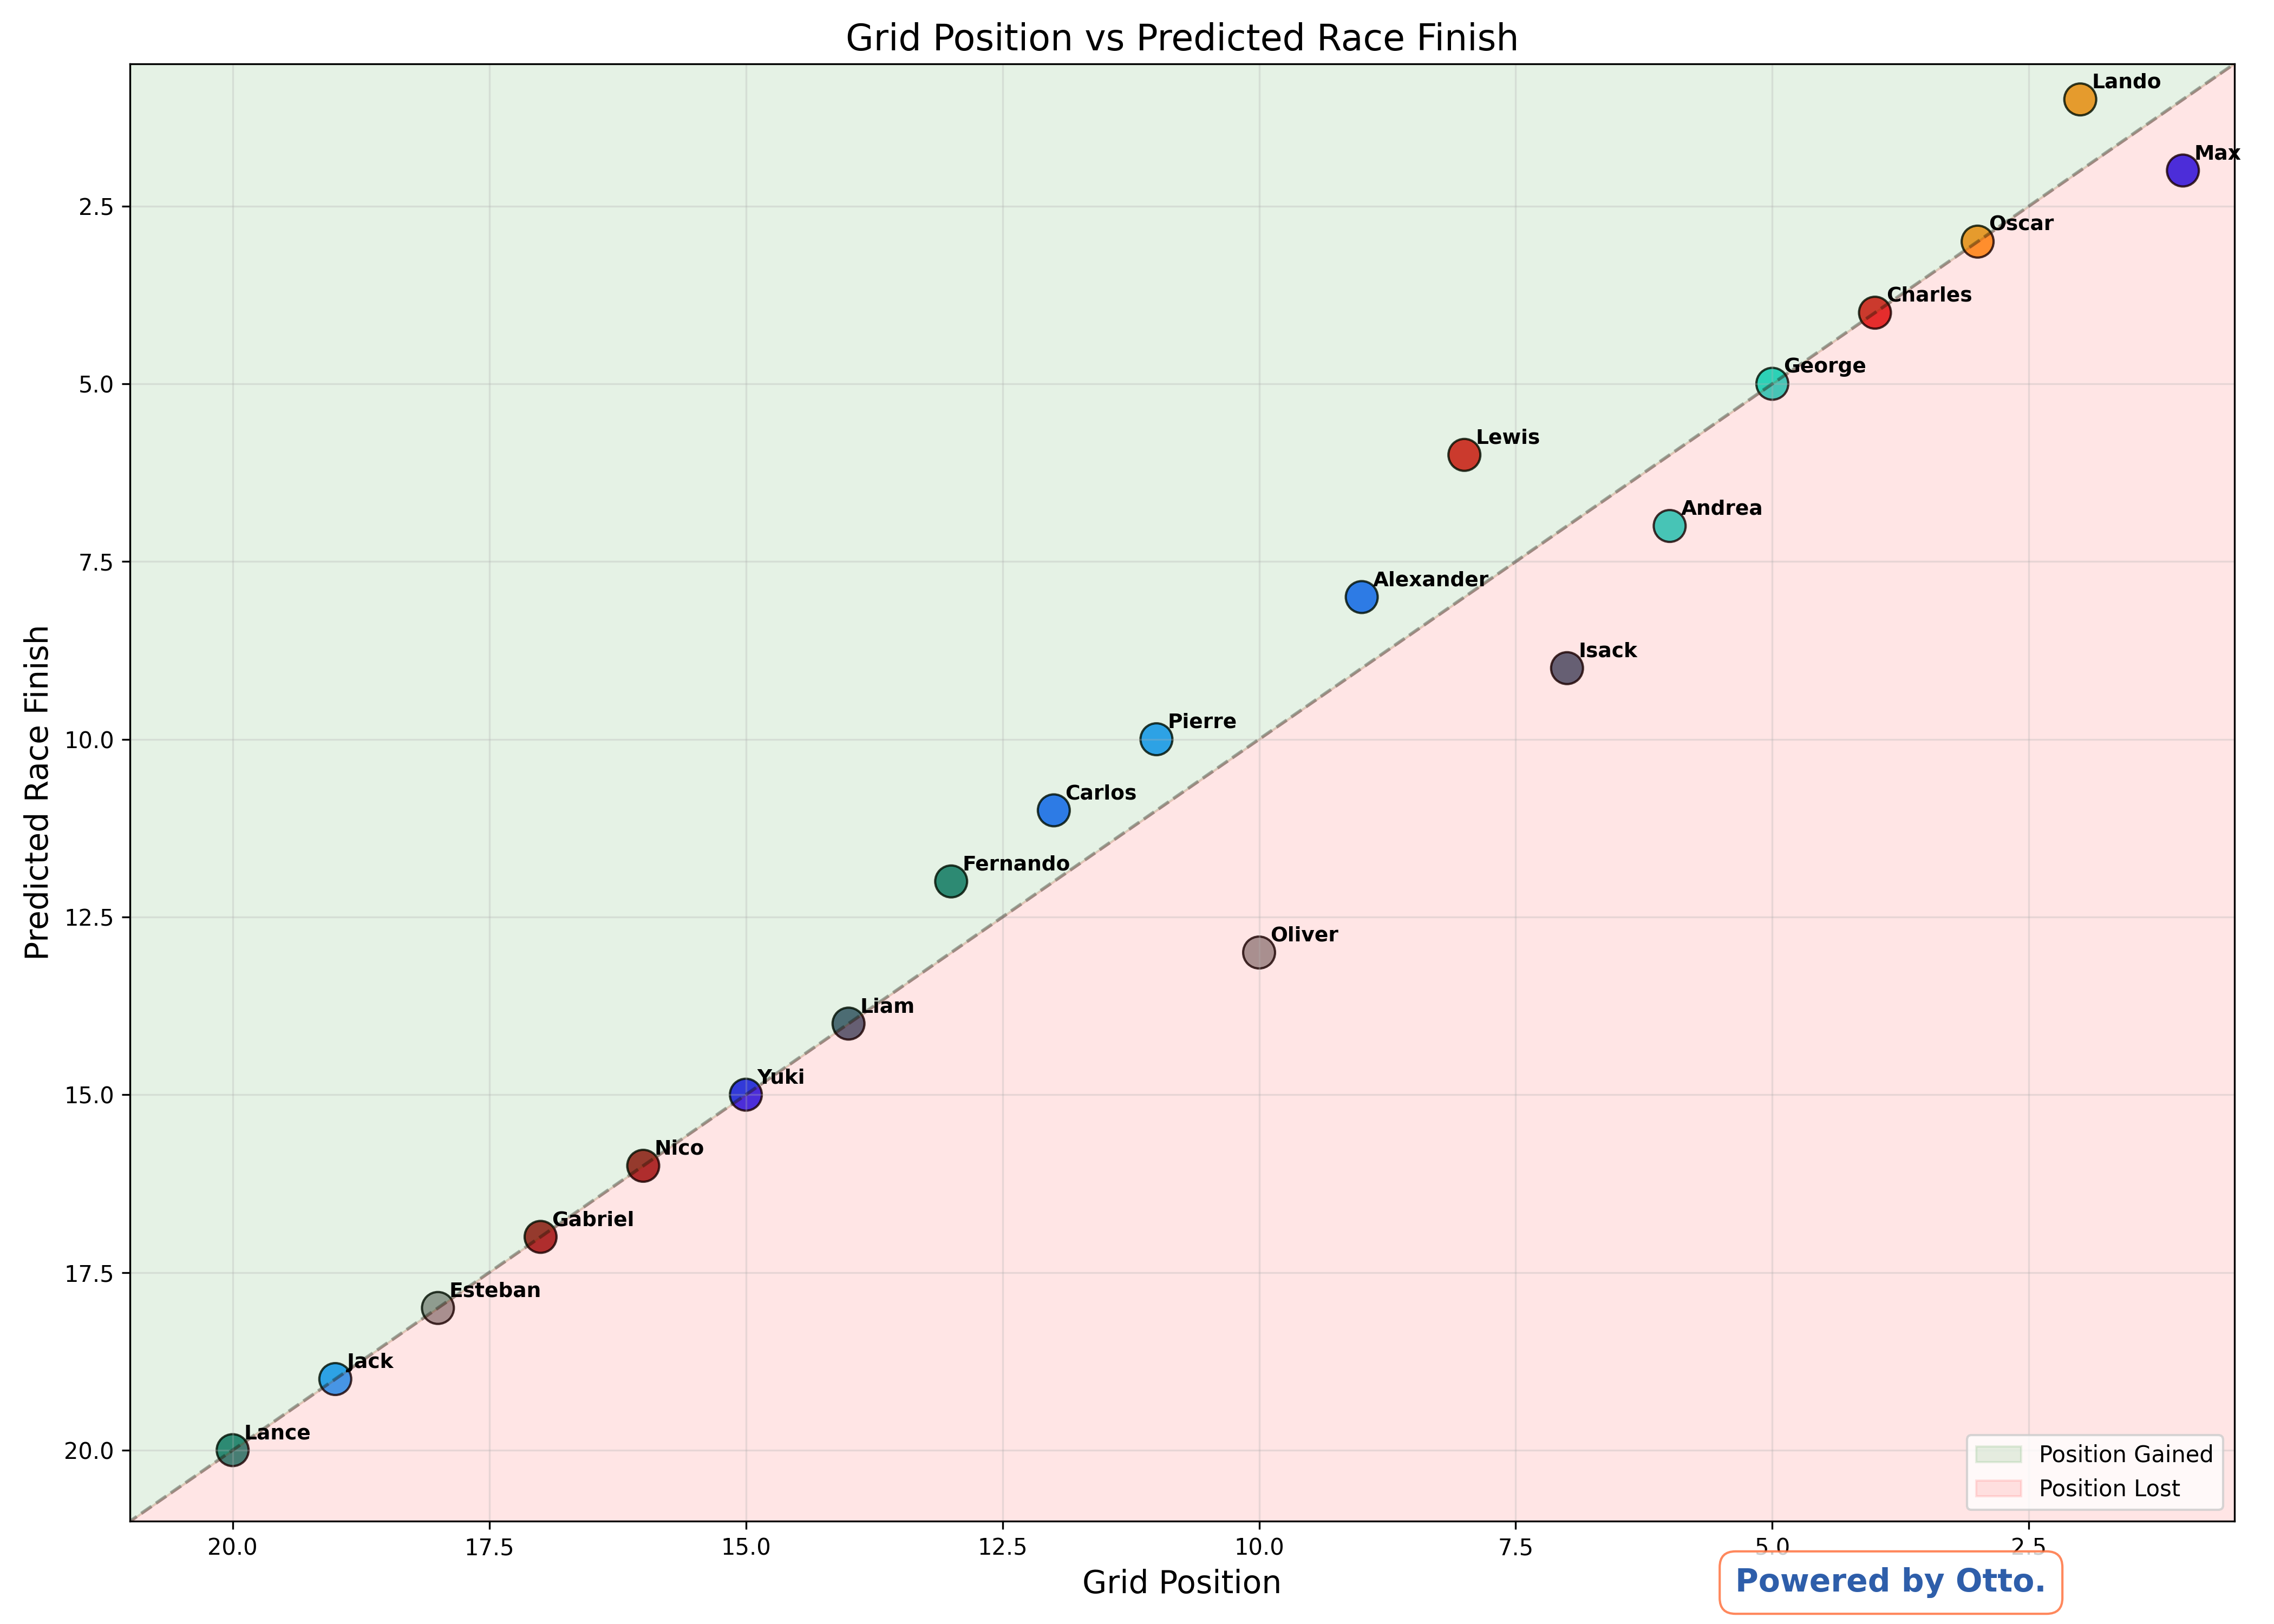 Grid Position vs Predicted Race Finish
Predicted Race Finish
2.5
5.0
7.5
10.0
12.5
15.0
17.5
20.0
Lando
Max
Oscar
Charles
George
Lewis
Andrea
Alexander
Isack
Pierre
Carlos
Fernando
Oliver
Liam
Yuki
Nico
Gabriel
Esteban
Jack
Lance
Position Gained
Position Lost
20.0 17.5 15.0 12.5 10.0 7.5 5.0 2.5
Grid Position
Powered by Otto.